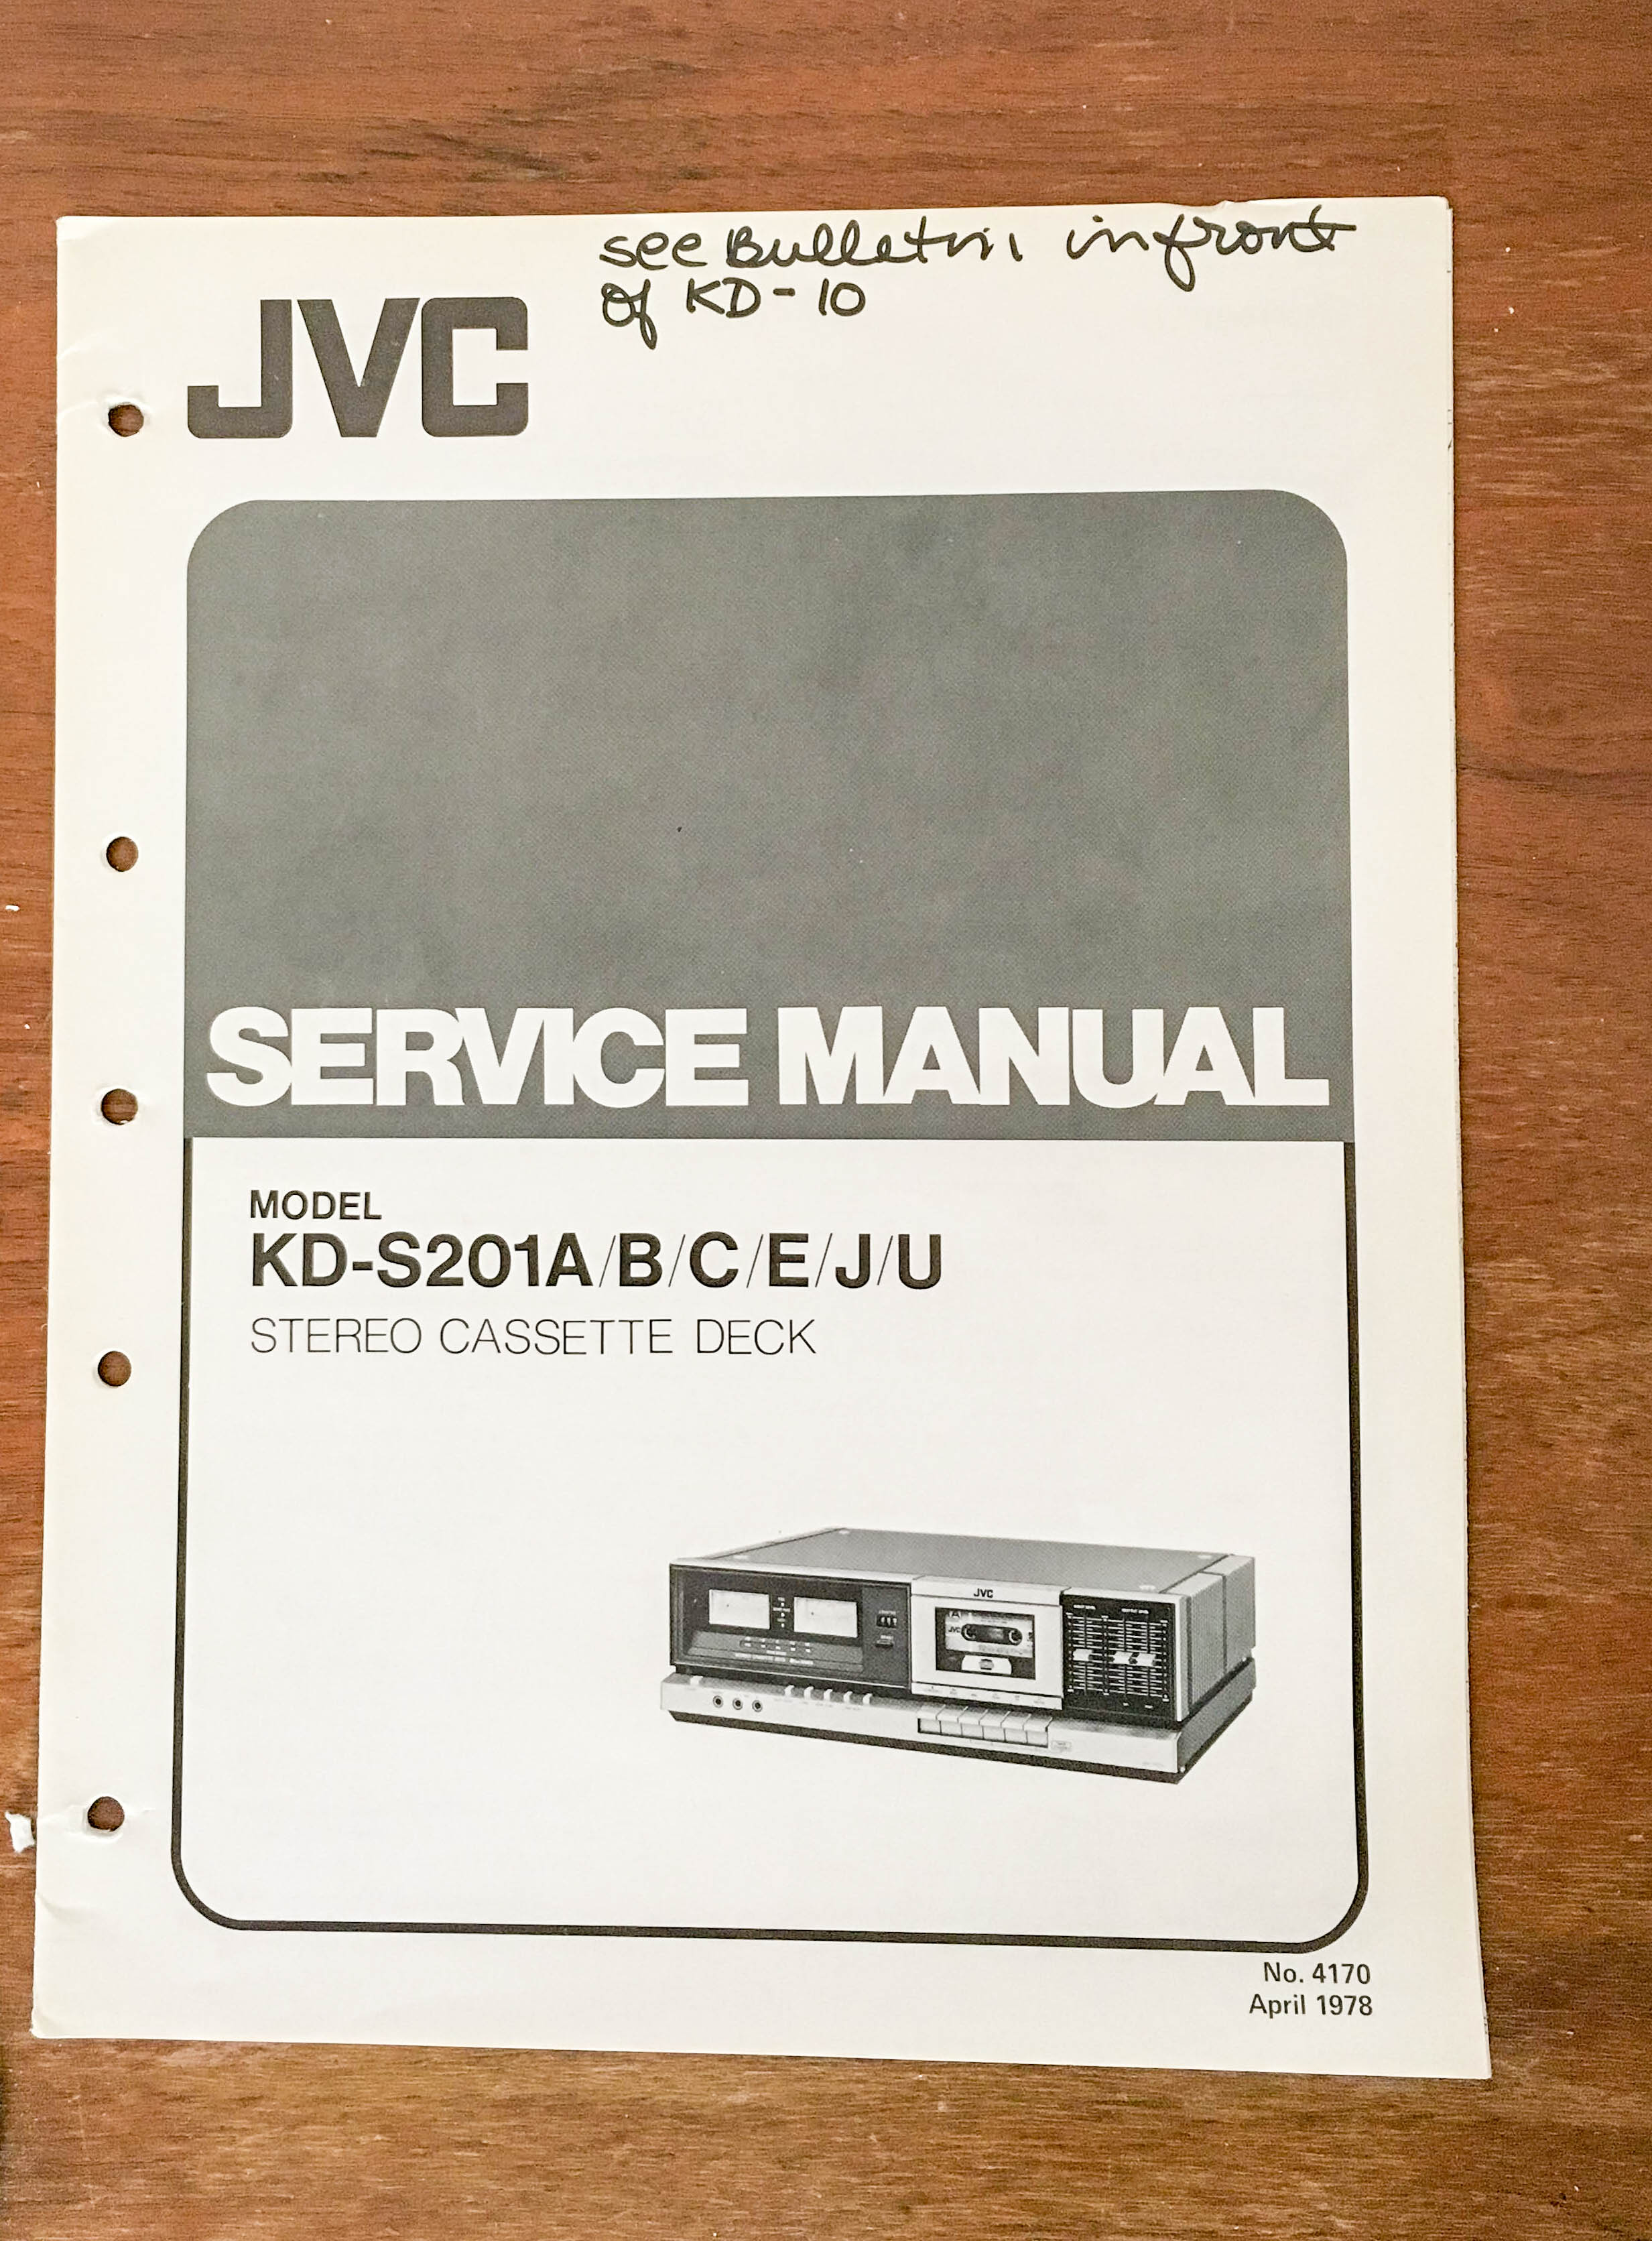 see Bulletin in front
of KD-10
JVC
SERVICE MANUAL
MODEL
KD-S201A/B/C/E/J/U
STEREO CASSETTE DECK
JVC
JVC
No. 4170
April 1978